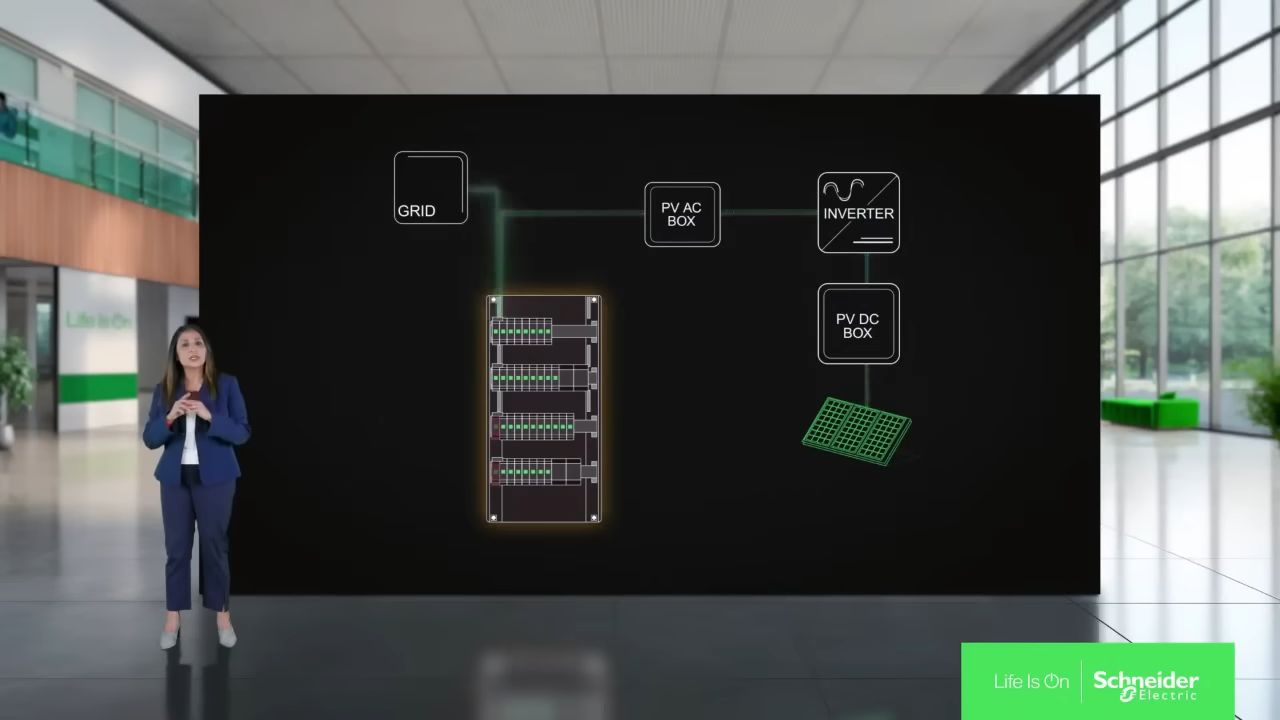 GRID
PV AC
BOX
INVERTER
PV DC
BOX
Life Is On
Life Is On
Schneider
Electric